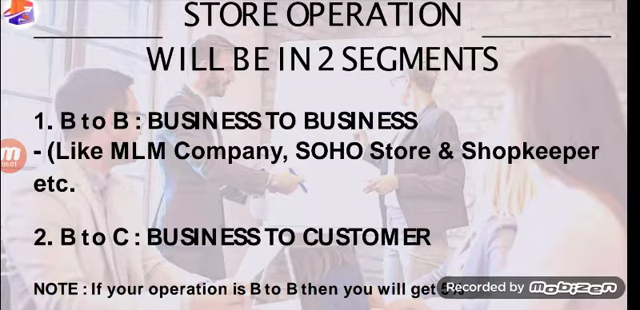 STORE OPERATION
WILL BE IN 2 SEGMENTS
1. B to B : BUSINESS TO BUSINESS
- (Like MLM Company, SOHO Store & Shopkeeper
etc.
2. B to C : BUSINESS TO CUSTOMER
NOTE : If your operation is B to B then you will get
Recorded by mobizen